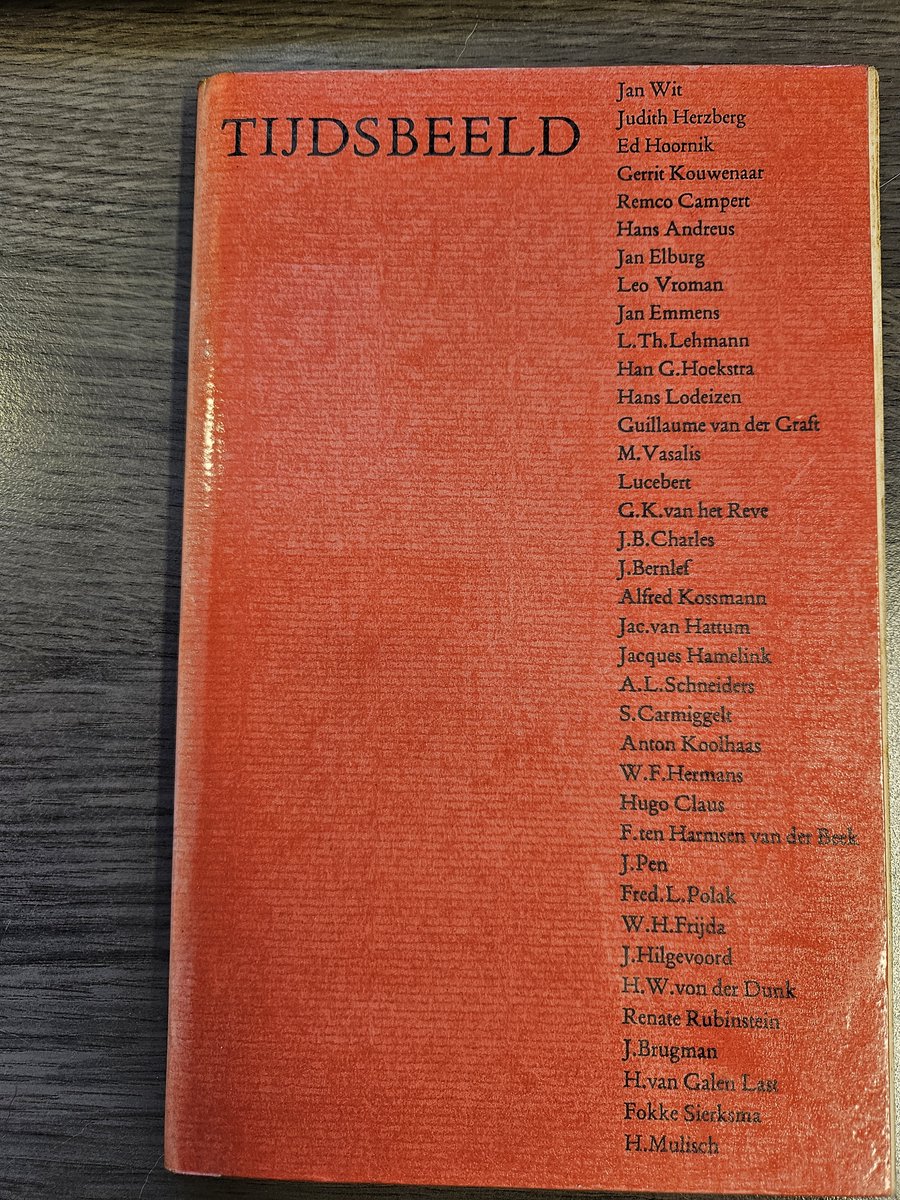 TIJDSBEELD
Jan Wit
Judith Herzberg
Ed Hoornik
Gerrit Kouwenaar
Remco Campert
Hans Andreus
Jan Elburg
Leo Vroman
Jan Emmens
L.Th.Lehmann
Han G.Hoekstra
Hans Lodeizen
Guillaume van der Graft
M.Vasalis
Lucebert
G.K.van het Reve
J.B.Charles
J.Bernlef
Alfred Kossmann
Jac.van Hattum
Jacques Hamelink
A.L.Schneiders
S.Carmiggelt
Anton Koolhaas
W.F.Hermans
Hugo Claus
F.ten Harmsen van der Beek
J.Pen
Fred.L.Polak
W.H.Frijda
J.Hilgevoord
H.W.von der Dunk
Renate Rubinstein
J.Brugman
H.van Galen Last
Fokke Sierksma
H.Mulisch